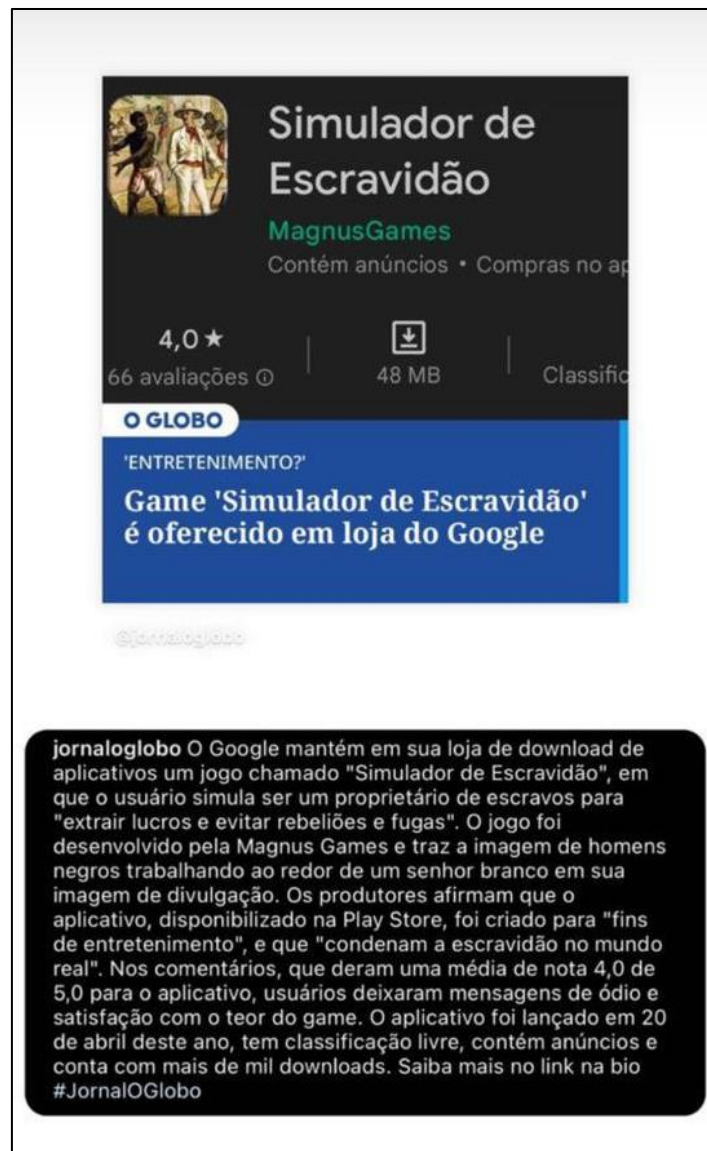 Simulador de
Escravidão
MagnusGames
Contém anúncios • Compras no ap
4,0 ★
66 avaliações
48 MB
Classific
O GLOBO
'ENTRETENIMENTO?'
Game 'Simulador de Escravidão'
é oferecido em loja do Google
@jornaloglobo
jornaloglobo O Google mantém em sua loja de download de
aplicativos um jogo chamado "Simulador de Escravidão", em
que o usuário simula ser um proprietário de escravos para
"extrair lucros e evitar rebeliões e fugas". O jogo foi
desenvolvido pela Magnus Games e traz a imagem de homens
negros trabalhando ao redor de um senhor branco em sua
imagem de divulgação. Os produtores afirmam que o
aplicativo, disponibilizado na Play Store, foi criado para "fins
de entretenimento", e que "condenam a escravidão no mundo
real". Nos comentários, que deram uma média de nota 4,0 de
5,0 para o aplicativo, usuários deixaram mensagens de ódio e
satisfação com o teor do game. O aplicativo foi lançado em 20
de abril deste ano, tem classificação livre, contém anúncios e
conta com mais de mil downloads. Saiba mais no link na bio
#JornalOGlobo